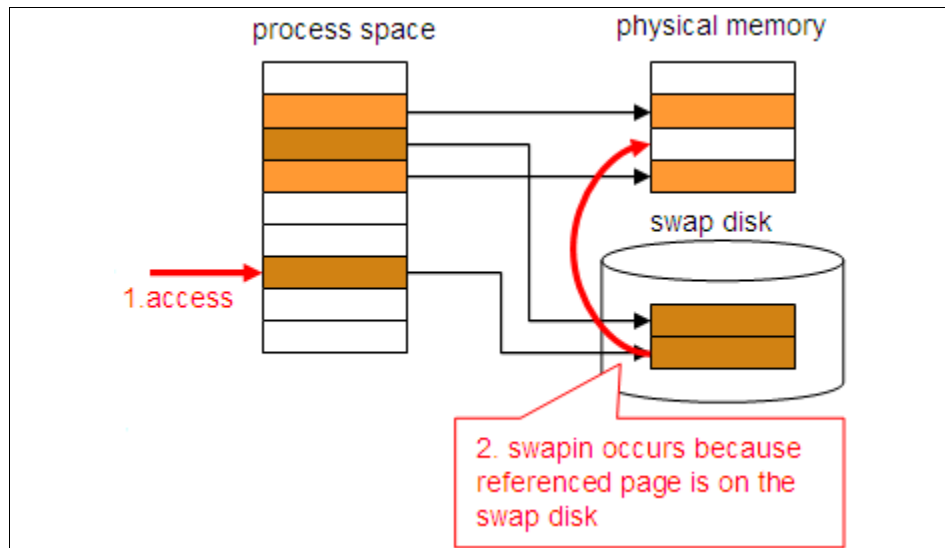 process space
physical memory
swap disk
1.access
2. swapin occurs because
referenced page is on the
swap disk